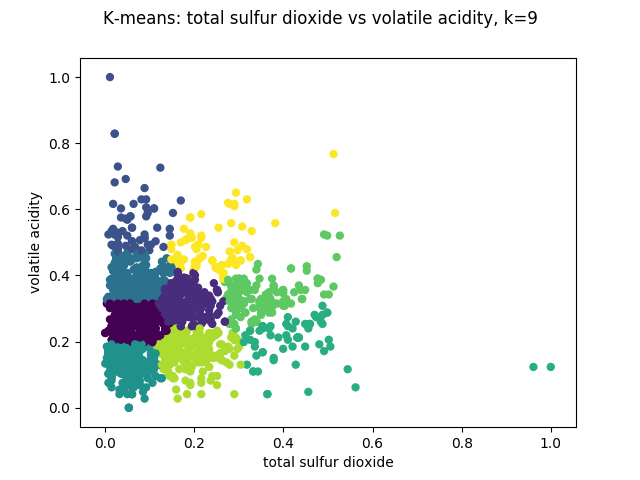 K-means: total sulfur dioxide vs volatile acidity, k=9
1.0
0.8
0.6
0.4
0.2
0.0
volatile acidity
0.0 0.2 0.4 0.6 0.8 1.0
total sulfur dioxide